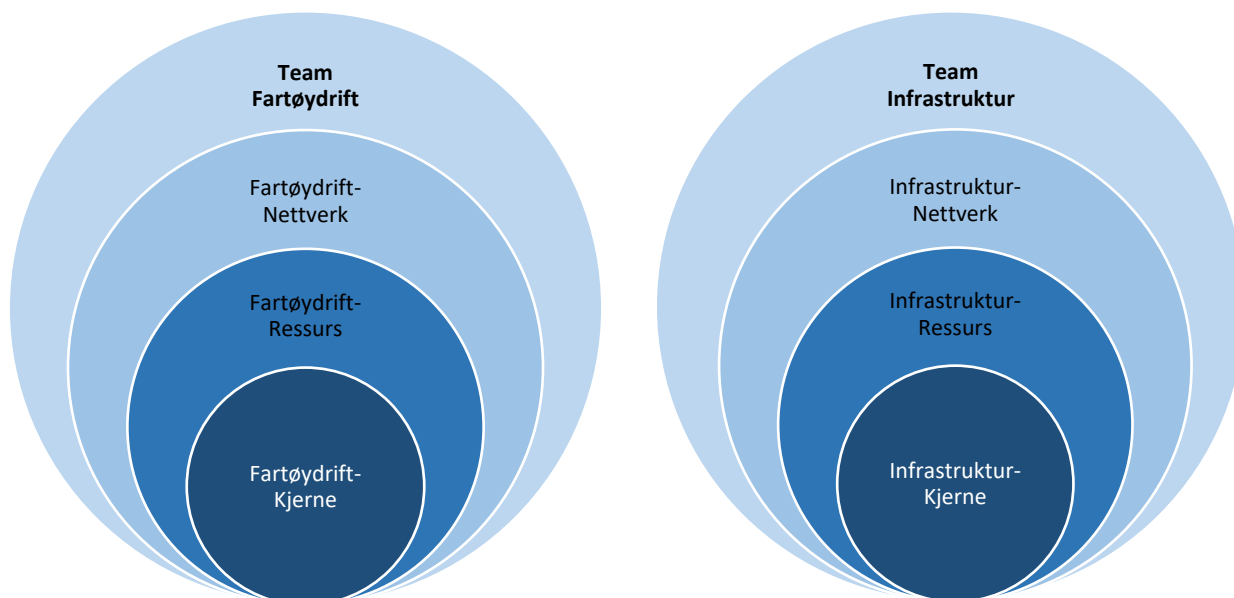 Team
Fartøydrift
Fartøydrift-
Nettverk
Fartøydrift-
Ressurs
Fartøydrift-
Kjerne
Team
Infrastruktur
Infrastruktur-
Nettverk
Infrastruktur-
Ressurs
Infrastruktur-
Kjerne